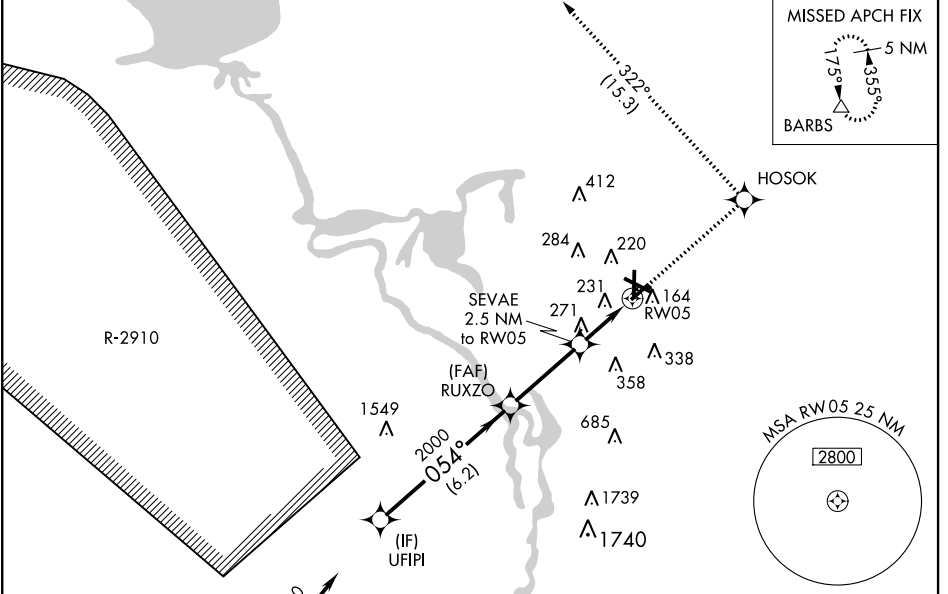 MISSED APCH FIX
5 NM
175°
355°
BARBS
322°
(15.3)
HOSOK
412
284
220
231
164
RW05
SEVAE
2.5 NM
to RW05
271
338
358
R-2910
(FAF)
RUXZO
1549
685
2000
054°
(6.2)
MSA RW05 25 NM
2800
1739
1740
(IF)
UFIPI